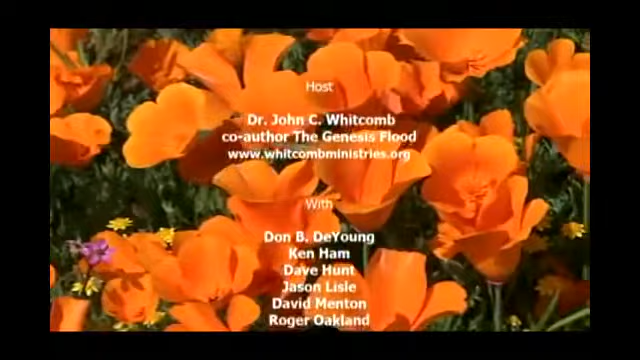 Host
Dr. John C. Whitcomb
co-author The Genesis Flood
www.whitcombministries.org
With
Don B. DeYoung
Ken Ham
Dave Hunt
Jason Lisle
David Menton
Roger Oakland